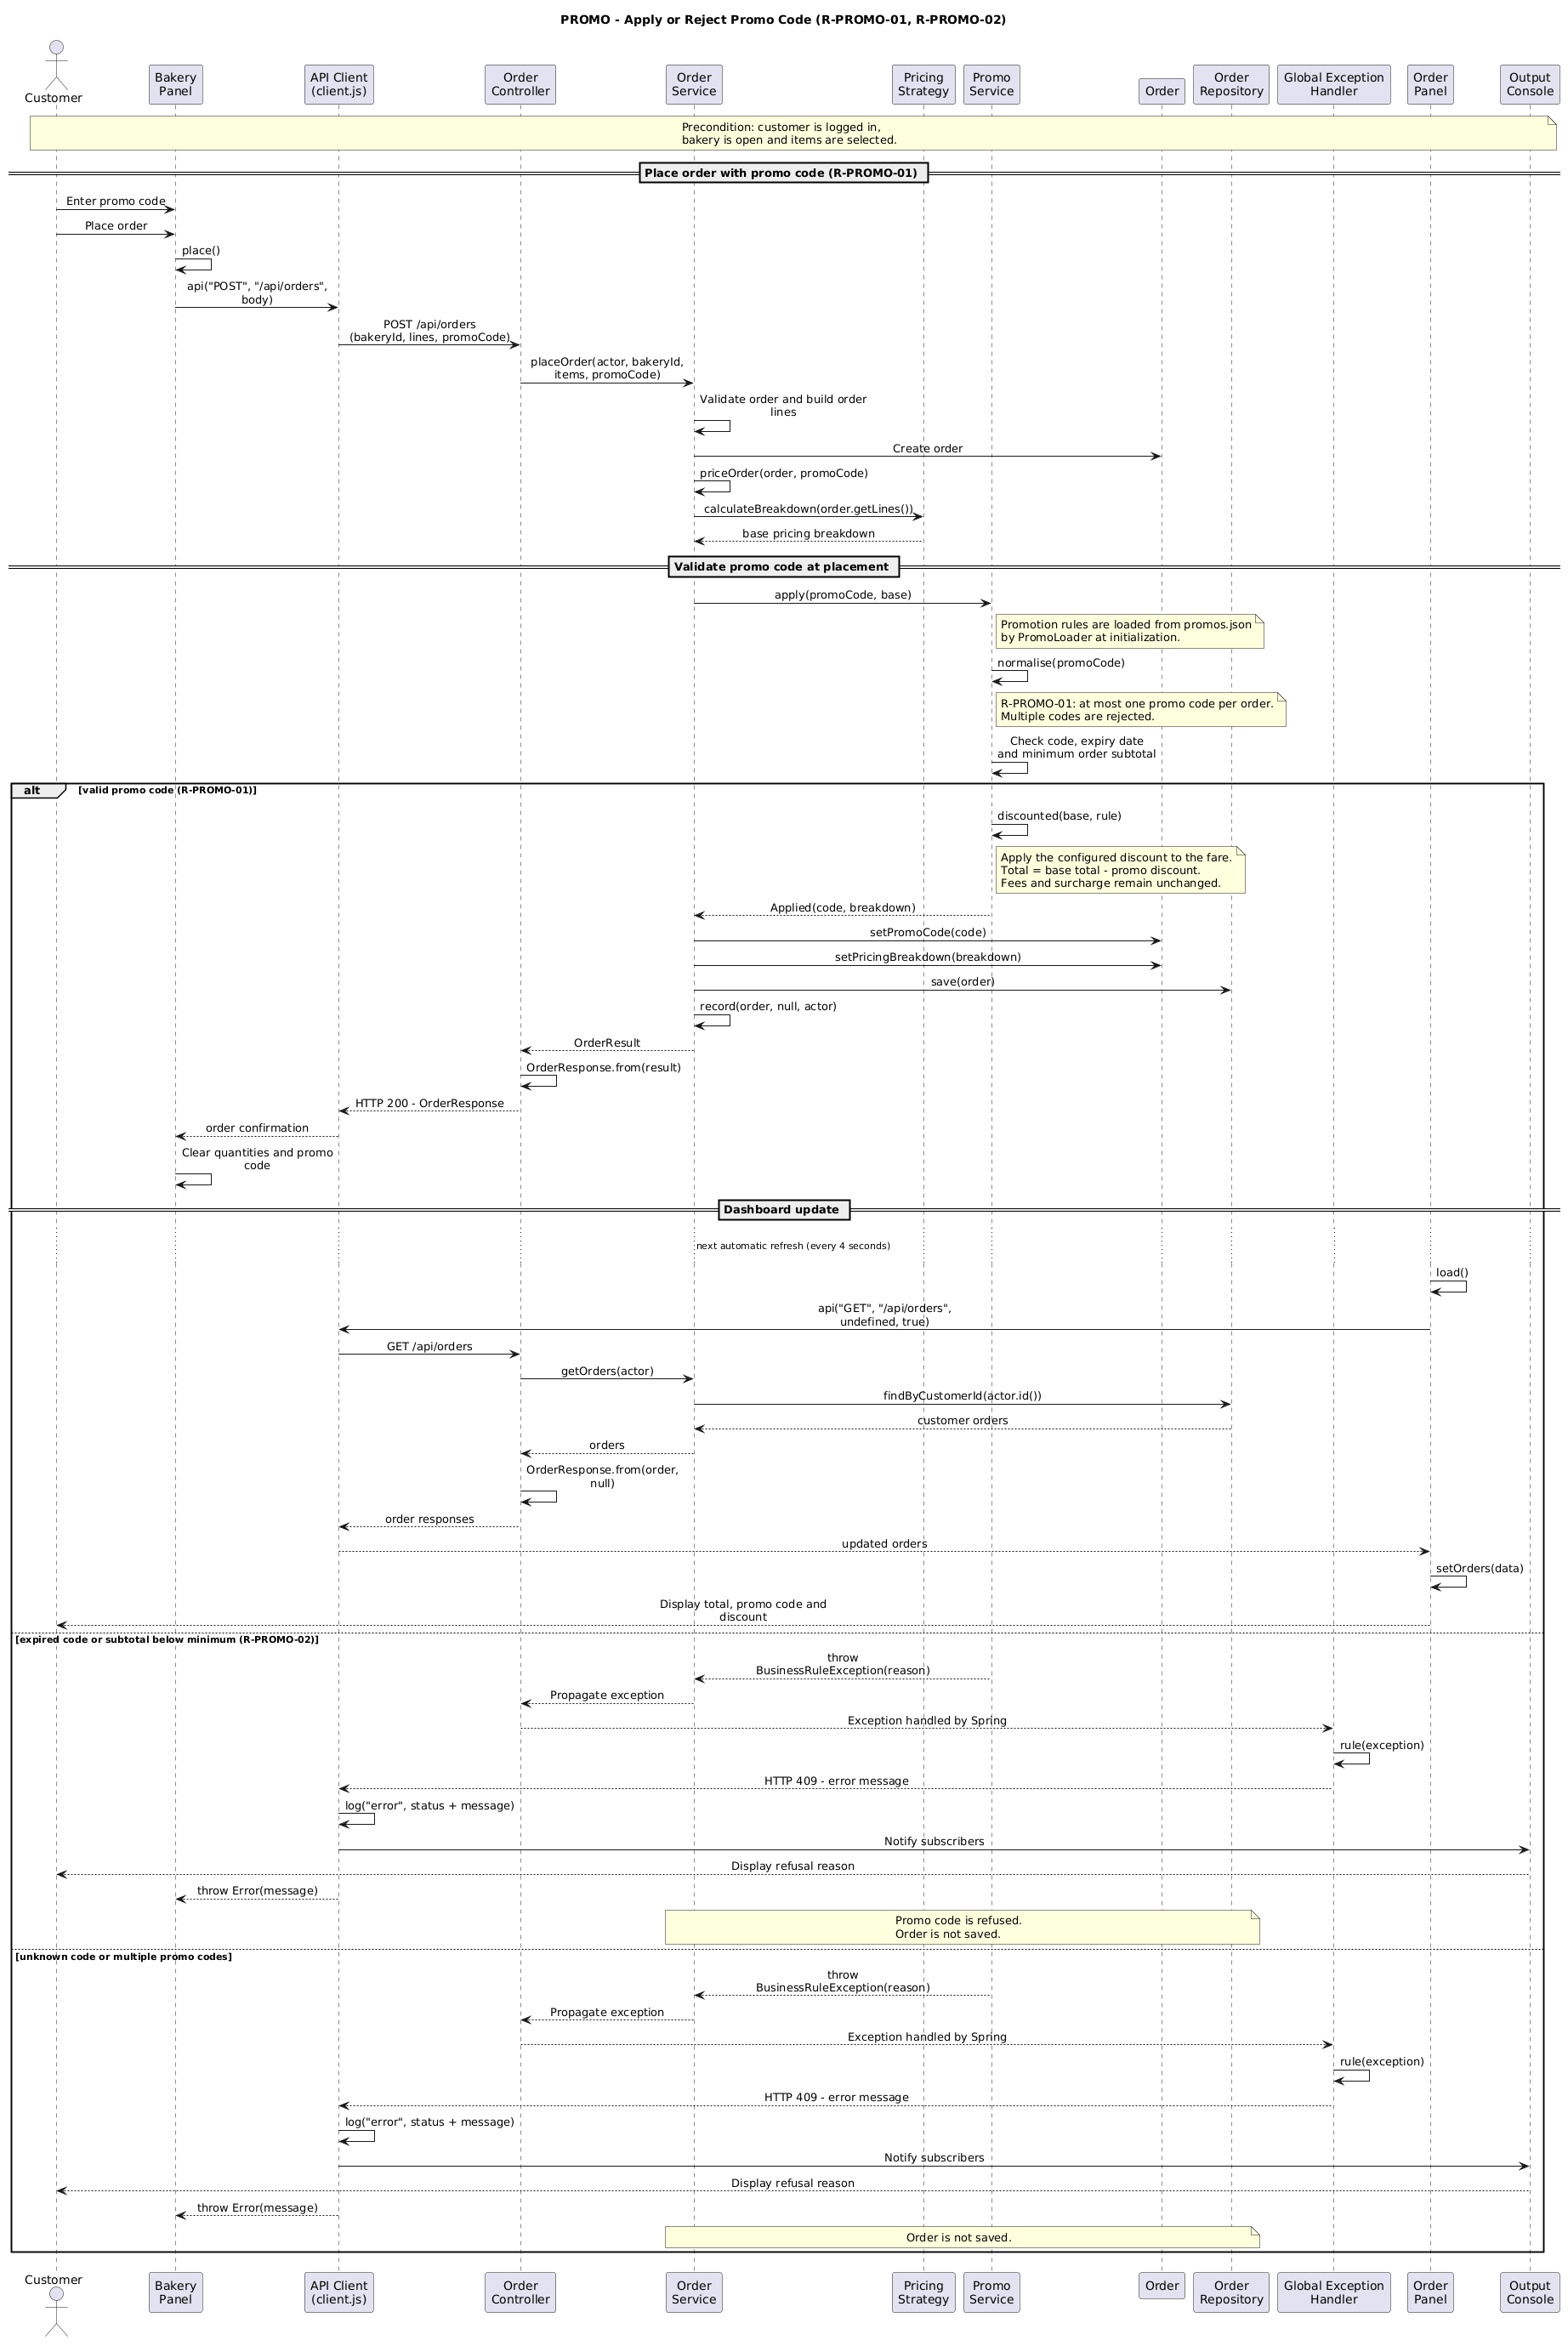 PROMO - Apply or Reject Promo Code (R-PROMO-01, R-PROMO-02)
Customer
Bakery
Panel
API Client
(client.js)
Order
Controller
Order
Service
Pricing
Strategy
Promo
Service
Order
Order
Repository
Global Exception
Handler
Order
Panel
Output
Console
Precondition: customer is logged in,
bakery is open and items are selected.
Place order with promo code (R-PROMO-01)
Enter promo code
Place order
place()
api("POST", "/api/orders",
body)
POST /api/orders
(bakeryId, lines, promoCode)
placeOrder(actor, bakeryId,
items, promoCode)
Validate order and build order
lines
Create order
priceOrder(order, promoCode)
calculateBreakdown(order.getLines())
base pricing breakdown
Validate promo code at placement
apply(promoCode, base)
Promotion rules are loaded from promos.json
by PromoLoader at initialization.
normalise(promoCode)
R-PROMO-01: at most one promo code per order.
Multiple codes are rejected.
Check code, expiry date
and minimum order subtotal
alt
[valid promo code (R-PROMO-01)]
discounted(base, rule)
Apply the configured discount to the fare.
Total = base total - promo discount.
Fees and surcharge remain unchanged.
Applied(code, breakdown)
setPromoCode(code)
setPricingBreakdown(breakdown)
save(order)
record(order, null, actor)
OrderResult
OrderResponse.from(result)
HTTP 200 - OrderResponse
order confirmation
Clear quantities and promo
code
Dashboard update
next automatic refresh (every 4 seconds)
load()
api("GET", "/api/orders",
undefined, true)
GET /api/orders
getOrders(actor)
findByCustomerId(actor.id())
customer orders
orders
OrderResponse.from(order,
null)
order responses
updated orders
setOrders(data)
Display total, promo code and
discount
[expired code or subtotal below minimum (R-PROMO-02)]
throw
BusinessRuleException(reason)
Propagate exception
Exception handled by Spring
rule(exception)
HTTP 409 - error message
log("error", status + message)
Notify subscribers
Display refusal reason
throw Error(message)
Promo code is refused.
Order is not saved.
[unknown code or multiple promo codes]
throw
BusinessRuleException(reason)
Propagate exception
Exception handled by Spring
rule(exception)
HTTP 409 - error message
log("error", status + message)
Notify subscribers
Display refusal reason
throw Error(message)
Order is not saved.
Customer
Bakery
Panel
API Client
(client.js)
Order
Controller
Order
Service
Pricing
Strategy
Promo
Service
Order
Order
Repository
Global Exception
Handler
Order
Panel
Output
Console